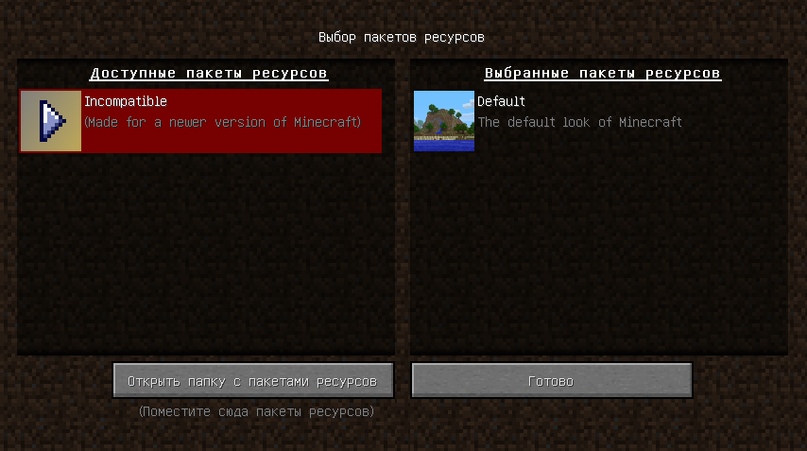 Выбор пакетов ресурсов
Доступные пакеты ресурсов
Выбранные пакеты ресурсов
Incompatible
(Made for a newer version of Minecraft)
Default
The default look of Minecraft
Открыть папку с пакетами ресурсов
Готово
(Поместите сюда пакеты ресурсов)